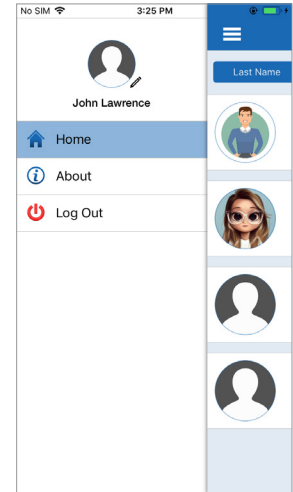 No SIM 3:25 PM
Last Name
John Lawrence
Home
About
Log Out